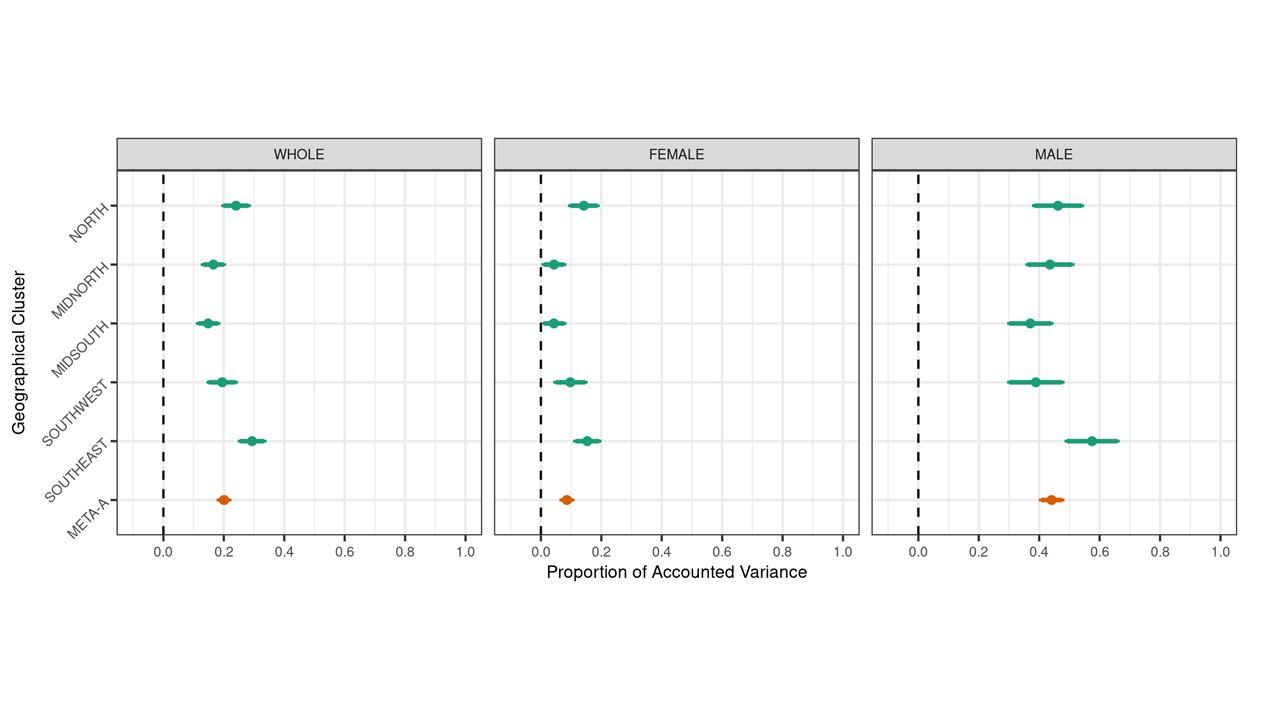 WHOLE FEMALE MALE
Geographical Cluster
NORTH
MIDNORTH
MIDSOUTH
SOUTHWEST
SOUTHEAST
META-A
0.0 0.2 0.4 0.6 0.8 1.0 0.0 0.2 0.4 0.6 0.8 1.0 0.0 0.2 0.4 0.6 0.8 1.0
Proportion of Accounted Variance